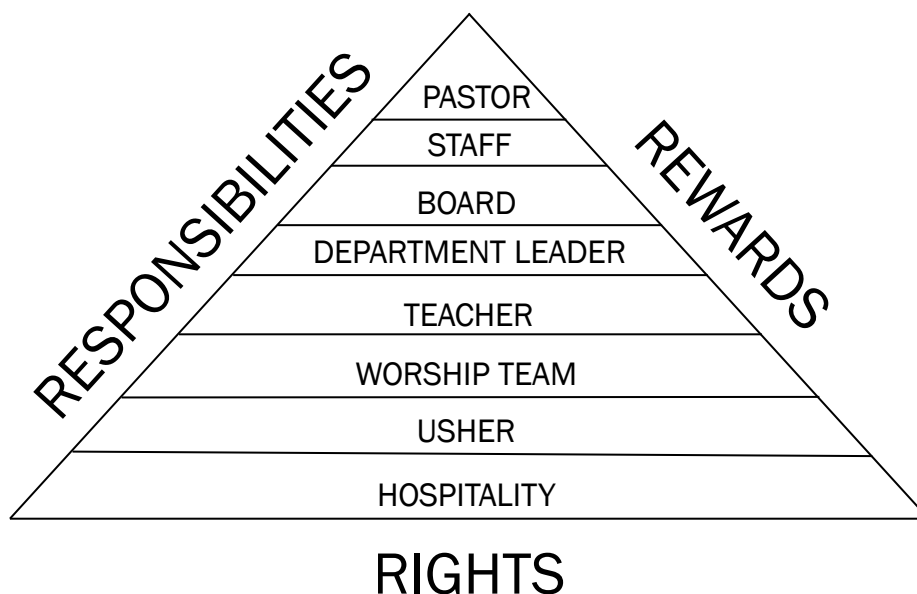 RESPONSIBILITIES
REWARDS
PASTOR
STAFF
BOARD
DEPARTMENT LEADER
TEACHER
WORSHIP TEAM
USHER
HOSPITALITY
RIGHTS